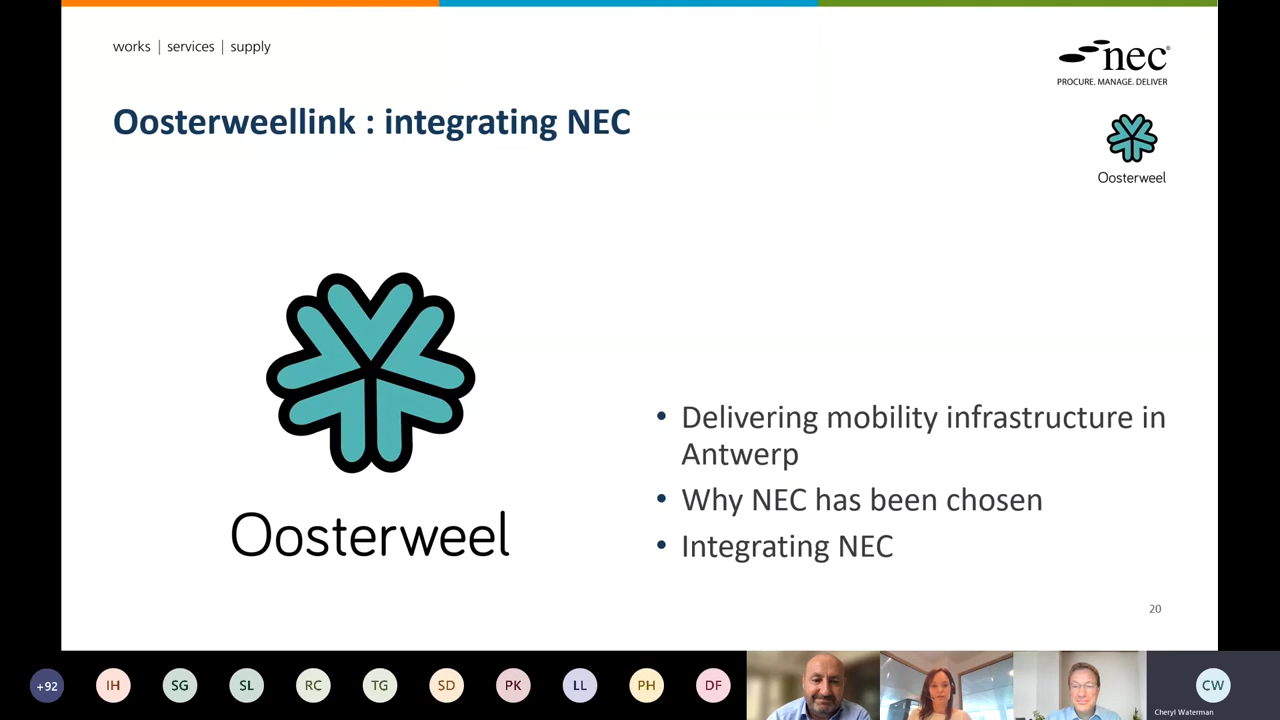 works | services | supply
nec®
PROCURE. MANAGE. DELIVER
Oosterweellink : integrating NEC
Oosterweel
Oosterweel
• Delivering mobility infrastructure in
Antwerp
• Why NEC has been chosen
• Integrating NEC
20
+92 IH SG SL RC TG SD PK LL PH DF CW
Cheryl Waterman